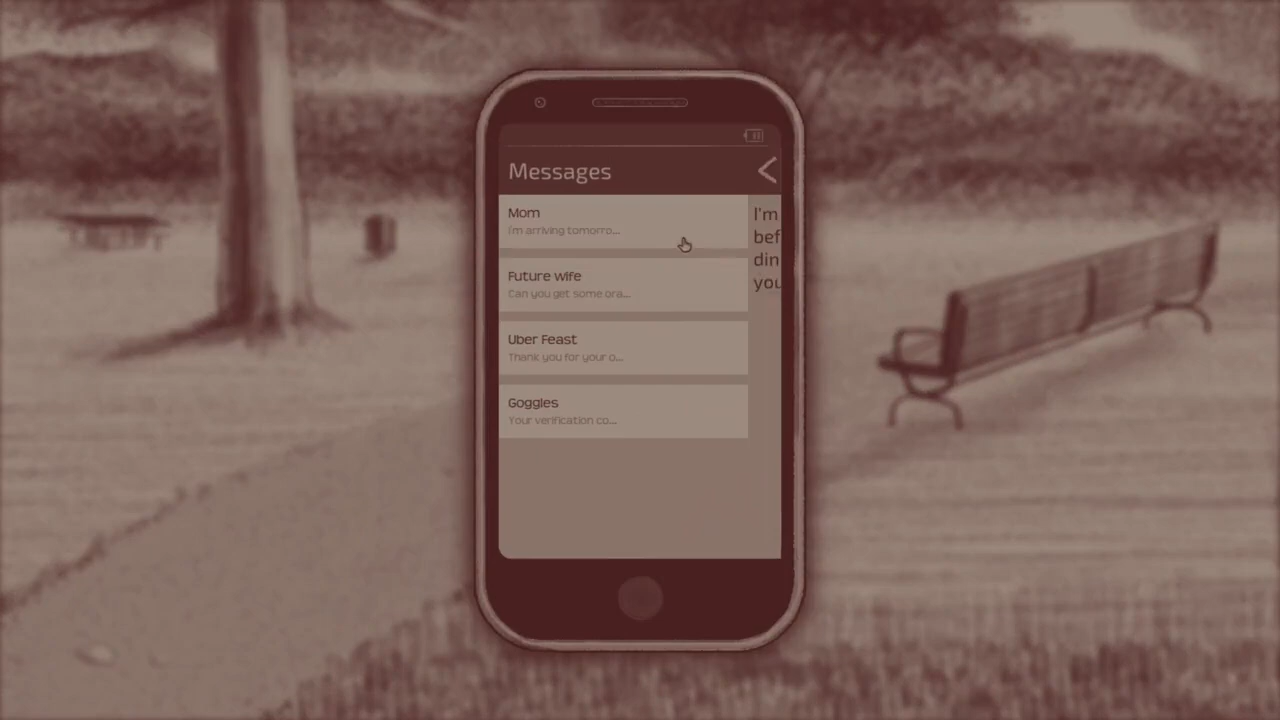 Messages
Mom
I'm arriving tomorro...
Future wife
Can you get some ora...
Uber Feast
Thank you for your o...
Goggles
Your verification co...
I'm
bef
din
you